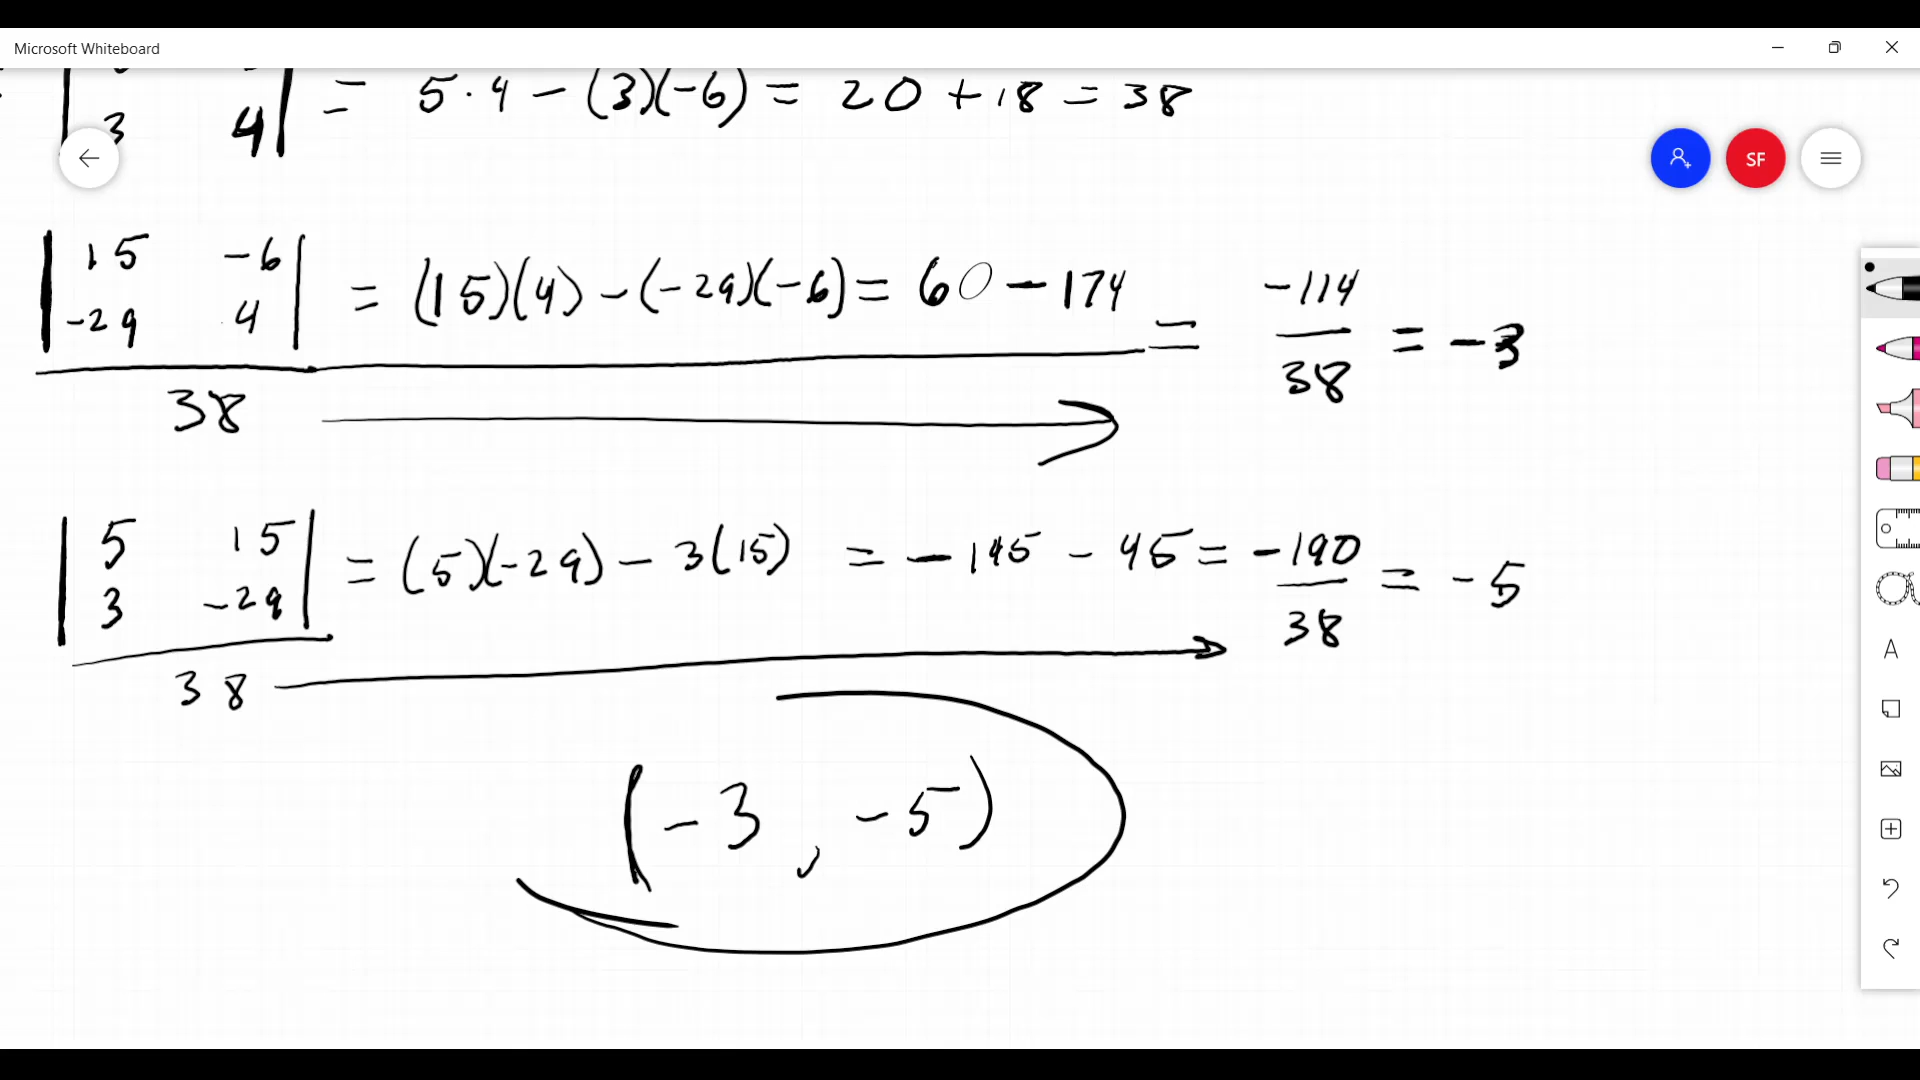 Microsoft Whiteboard
3 4 | = 5·4 - (3)(-6) = 20 + 18 = 38
SF
| 15 -6 |
| -29 4 | = (15)(4) - (-29)(-6) = 60 - 174 = -114 / 38 = -3
38
| 5 15 |
| 3 -29 | = (5)(-29) - 3(15) = -145 - 45 = -190 / 38 = -5
38
(-3, -5)
A